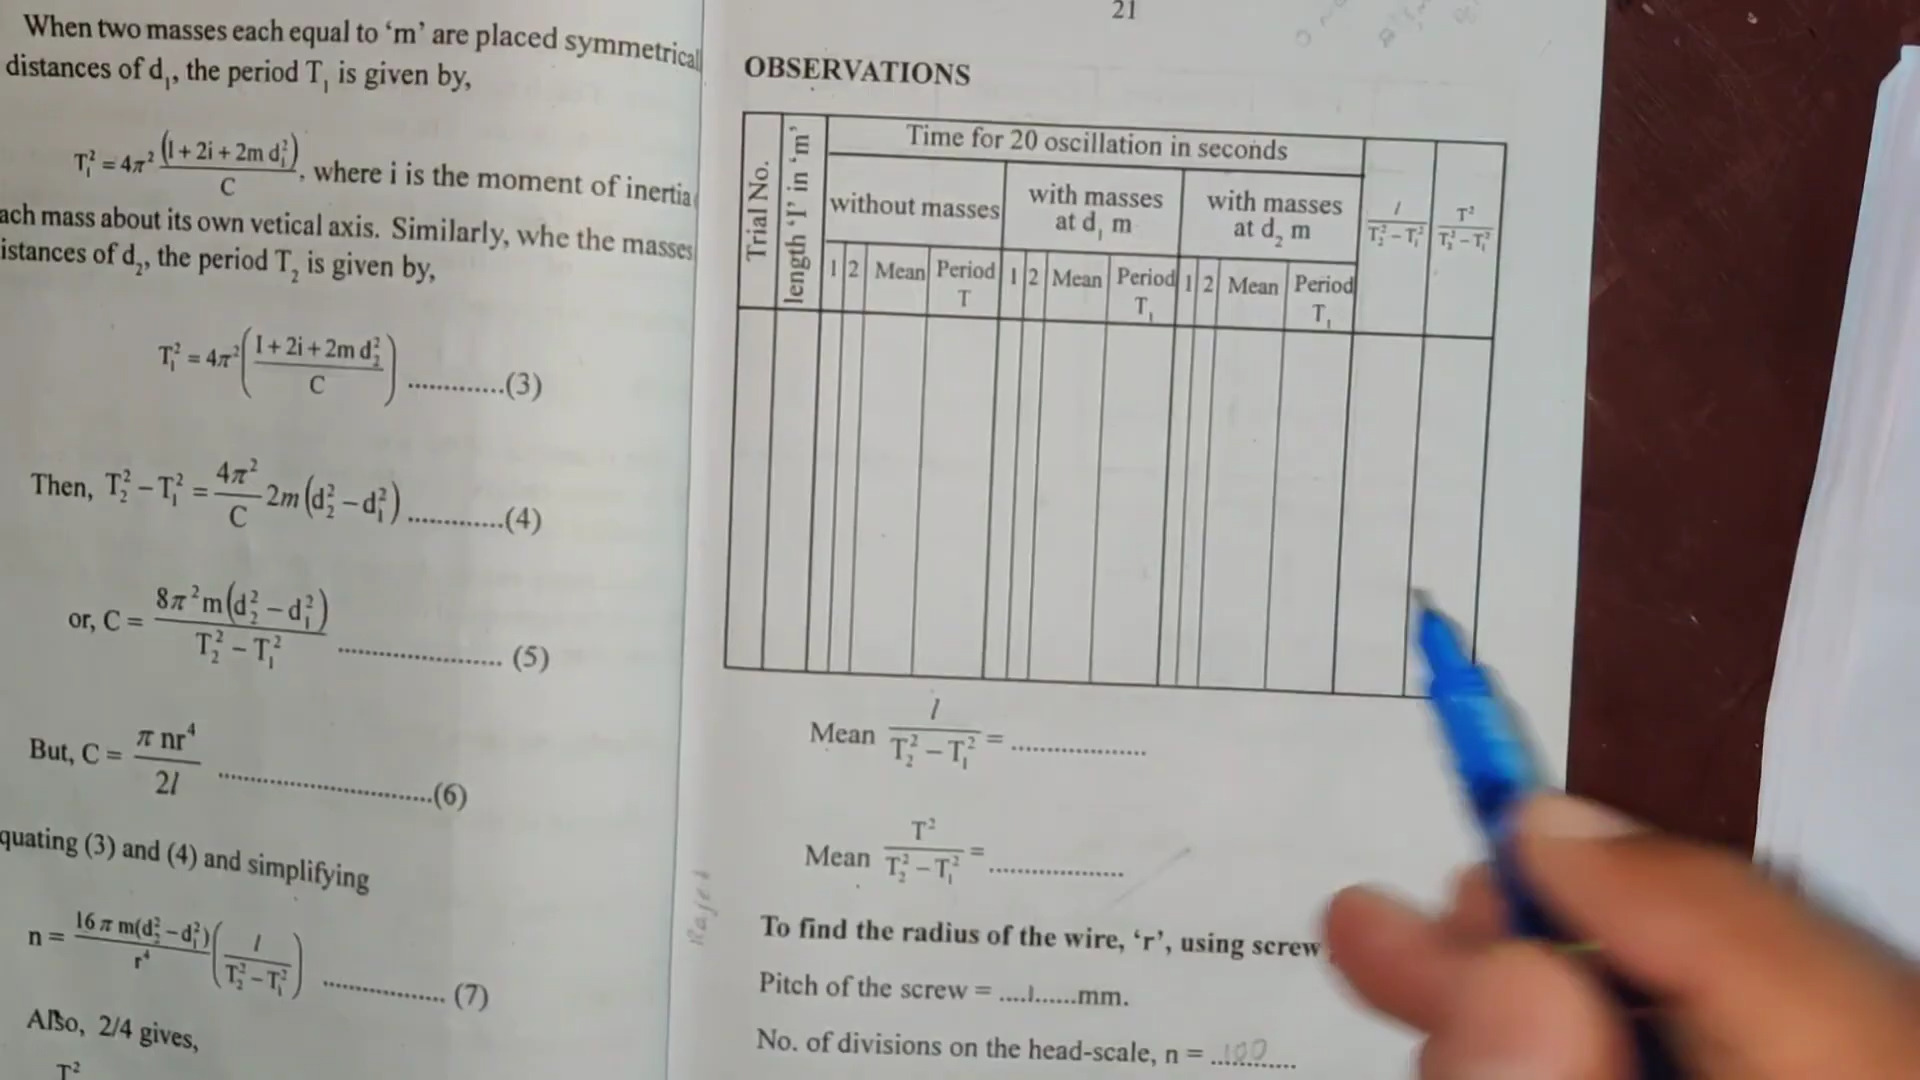 When two masses each equal to ‘m’ are placed symmetrical
distances of d₁, the period T₁ is given by,
T₁² = 4π² (I + 2i + 2m d₁²) / C, where i is the moment of inertia
ach mass about its own vetical axis. Similarly, whe the masses
istances of d₂, the period T₂ is given by,
T₁² = 4π² ((I + 2i + 2m d₂²) / C) .............(3)
Then, T₂² – T₁² = (4π² / C) 2m (d₂² – d₁²) .............(4)
or, C = 8π² m (d₂² – d₁²) / (T₂² – T₁²) ...................... (5)
But, C = π nr⁴ / 2l .............................(6)
quating (3) and (4) and simplifying
n = (16 π m(d₂² – d₁²) / r⁴) (l / (T₂² – T₁²)) ................. (7)
Also, 2/4 gives,
T²
21
OBSERVATIONS
Trial No.
length ‘l’ in ‘m’
Time for 20 oscillation in seconds
without masses
with masses
at d₁ m
with masses
at d₂ m
l / (T₂² – T₁²)
T² / (T₂² – T₁²)
1 2 Mean Period T 1 2 Mean Period T₁ 1 2 Mean Period T₁
Mean l / (T₂² – T₁²) = ..................
Mean T² / (T₂² – T₁²) = ..................
To find the radius of the wire, ‘r’, using screw
Pitch of the screw = ....1......mm.
No. of divisions on the head-scale, n = ...100...